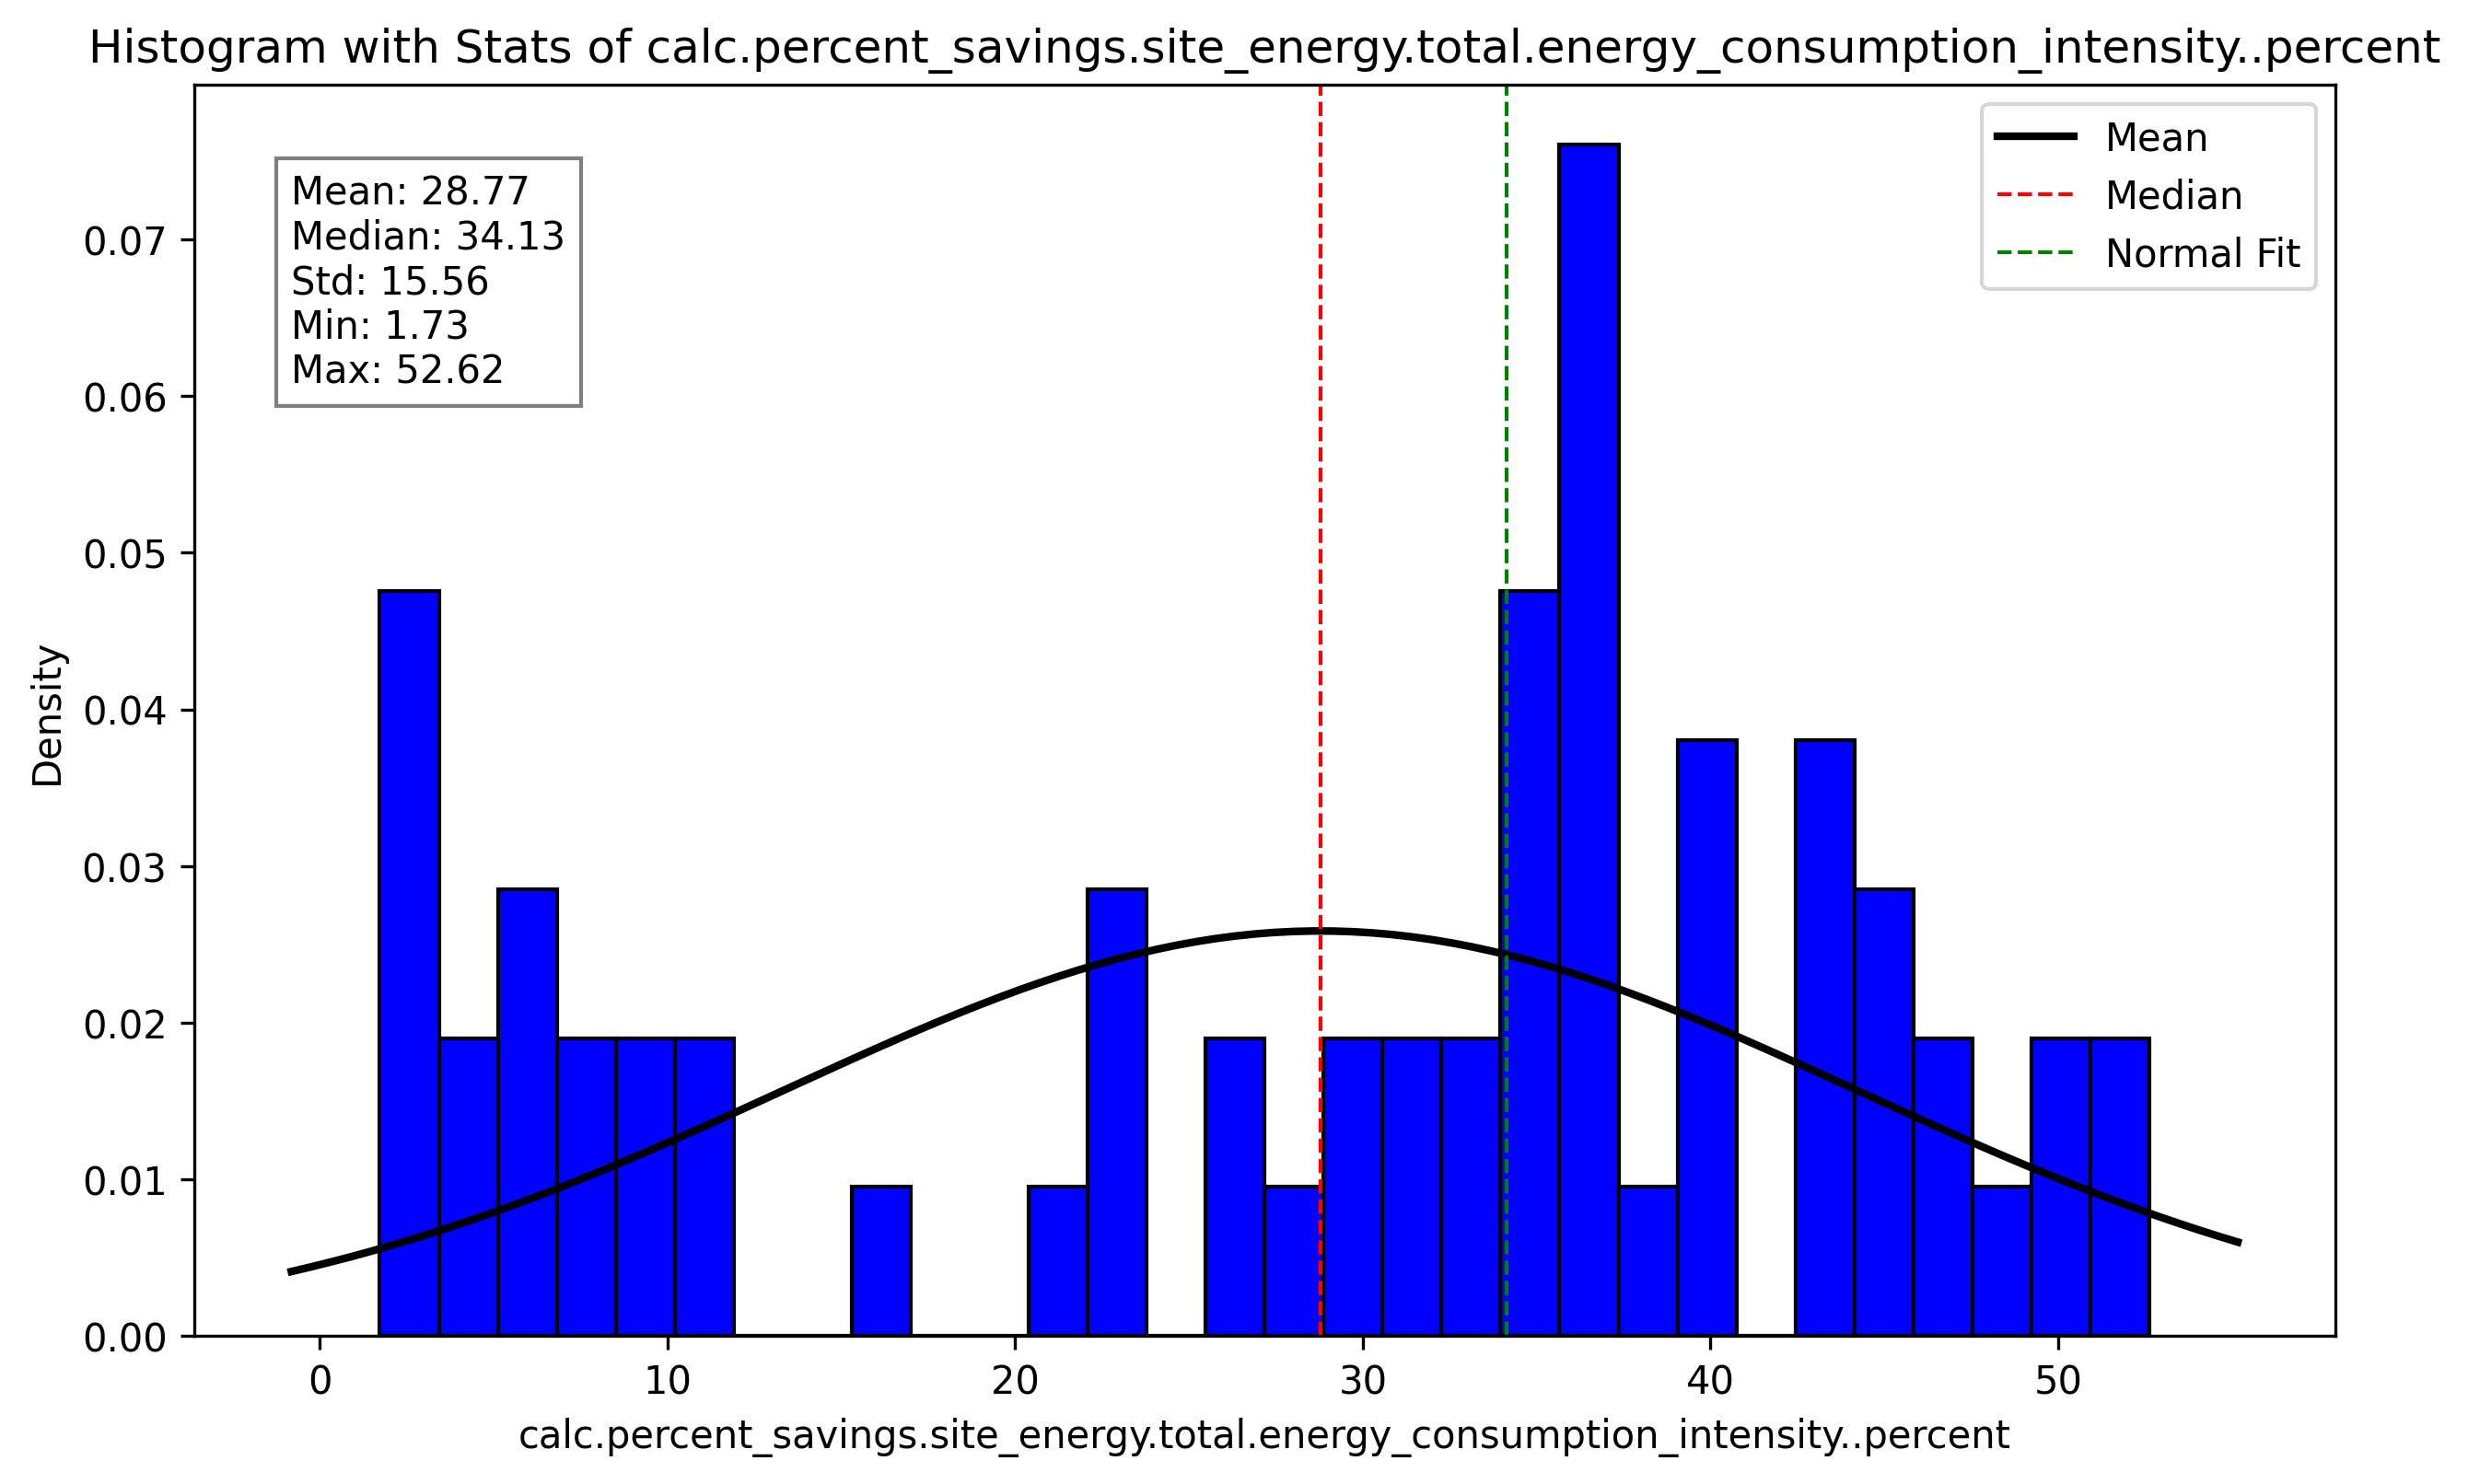 Histogram with Stats of calc.percent_savings.site_energy.total.energy_consumption_intensity..percent
Mean: 28.77
Median: 34.13
Std: 15.56
Min: 1.73
Max: 52.62
Mean
Median
Normal Fit
Density
0.07
0.06
0.05
0.04
0.03
0.02
0.01
0.00
0 10 20 30 40 50
calc.percent_savings.site_energy.total.energy_consumption_intensity..percent